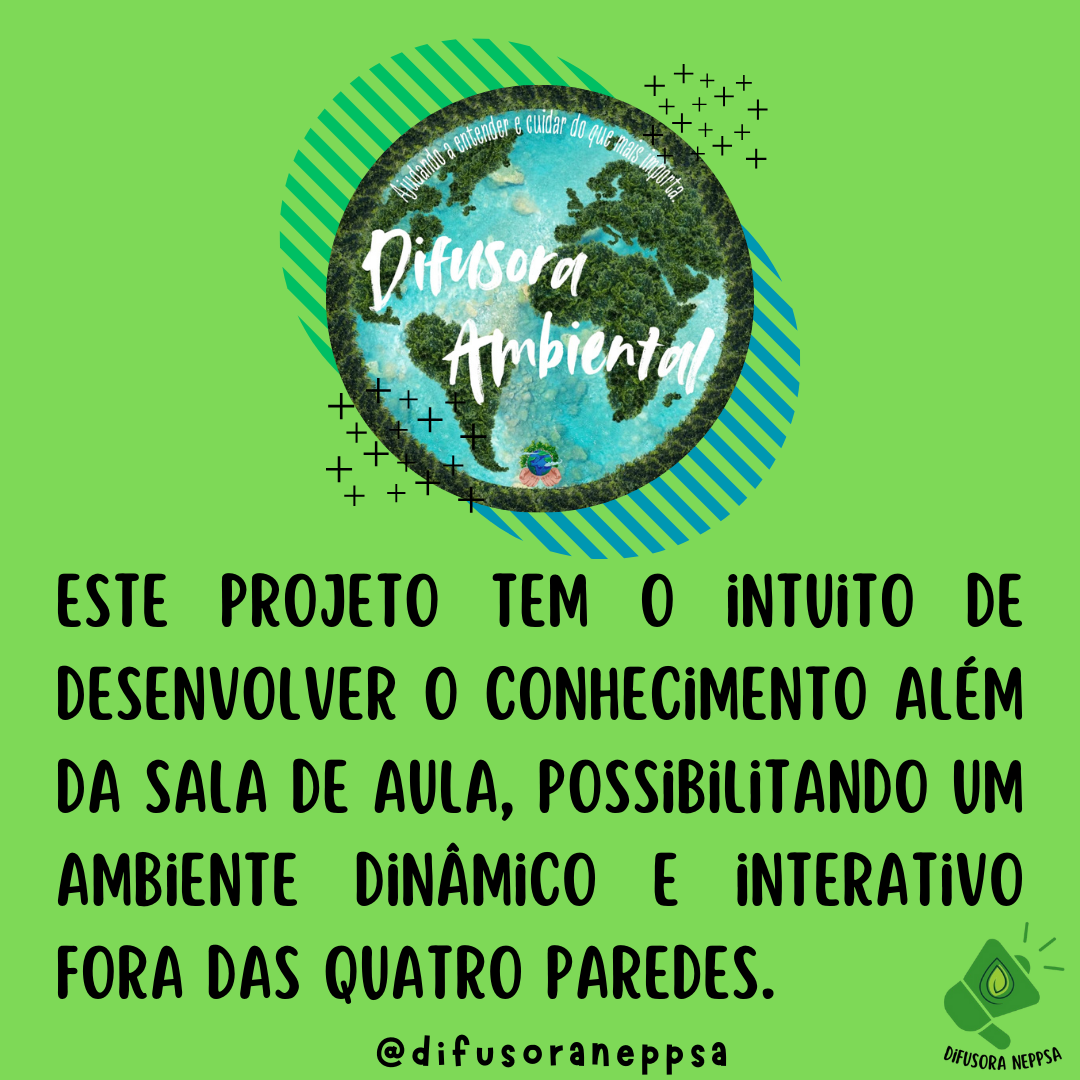 Ajudando a entender e cuidar do que mais importa
Difusora
Ambiental
ESTE PROJETO TEM O INTUITO DE
DESENVOLVER O CONHECIMENTO ALÉM
DA SALA DE AULA, POSSIBILITANDO UM
AMBIENTE DINÂMICO E INTERATIVO
FORA DAS QUATRO PAREDES.
@difusoraneppsa
DIFUSORA NEPPSA